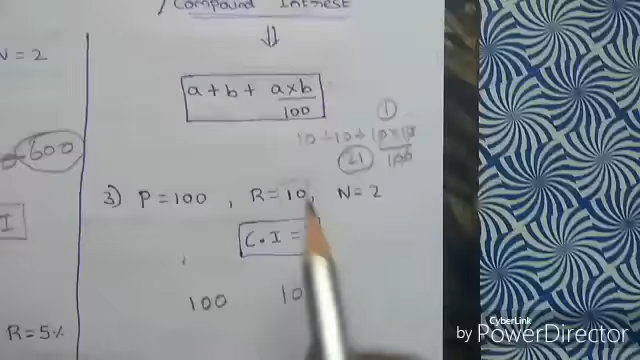 Compound Interest
N = 2
a + b + a×b/100
1
10 + 10 + 10×10/100
21
600
3) P = 100 , R = 10, N = 2
I
C.I =
100 10
R = 5%
CyberLink
by PowerDirector